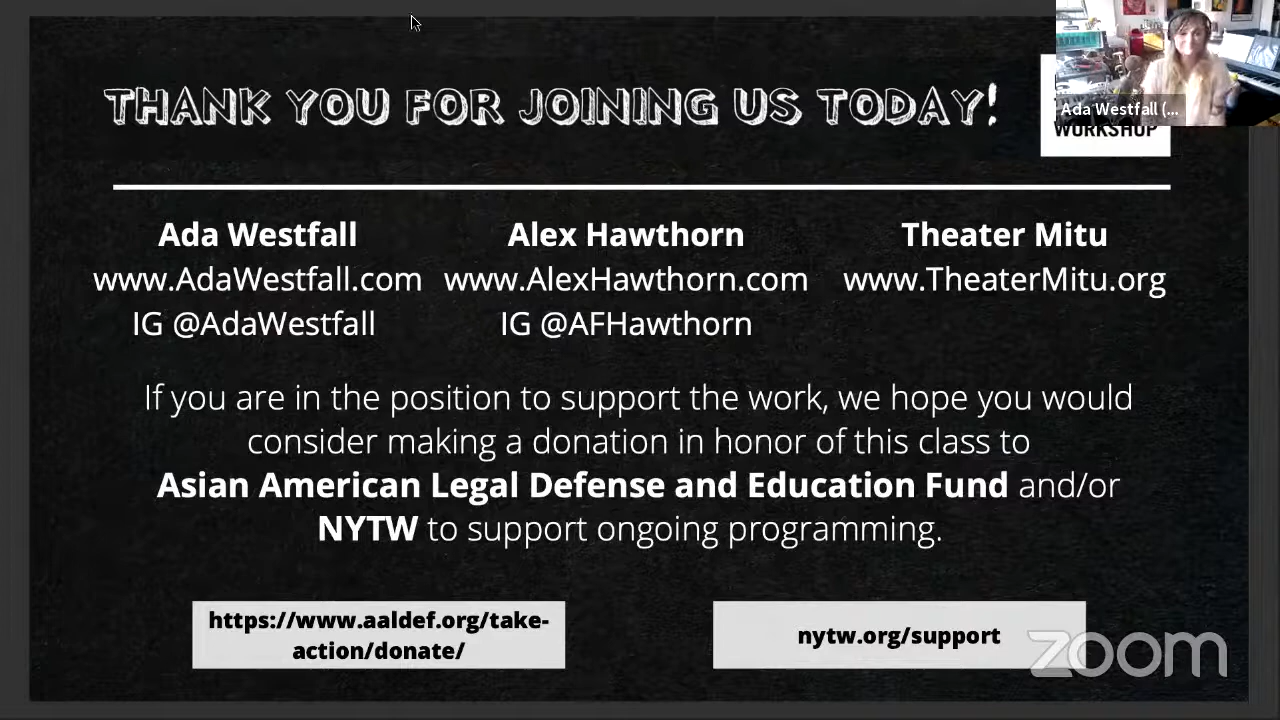 THANK YOU FOR JOINING US TODAY!
Ada Westfall (...
WORKSHOP
Ada Westfall
www.AdaWestfall.com
IG @AdaWestfall
Alex Hawthorn
www.AlexHawthorn.com
IG @AFHawthorn
Theater Mitu
www.TheaterMitu.org
If you are in the position to support the work, we hope you would
consider making a donation in honor of this class to
Asian American Legal Defense and Education Fund and/or
NYTW to support ongoing programming.
https://www.aaldef.org/take-
action/donate/
nytw.org/support
zoom